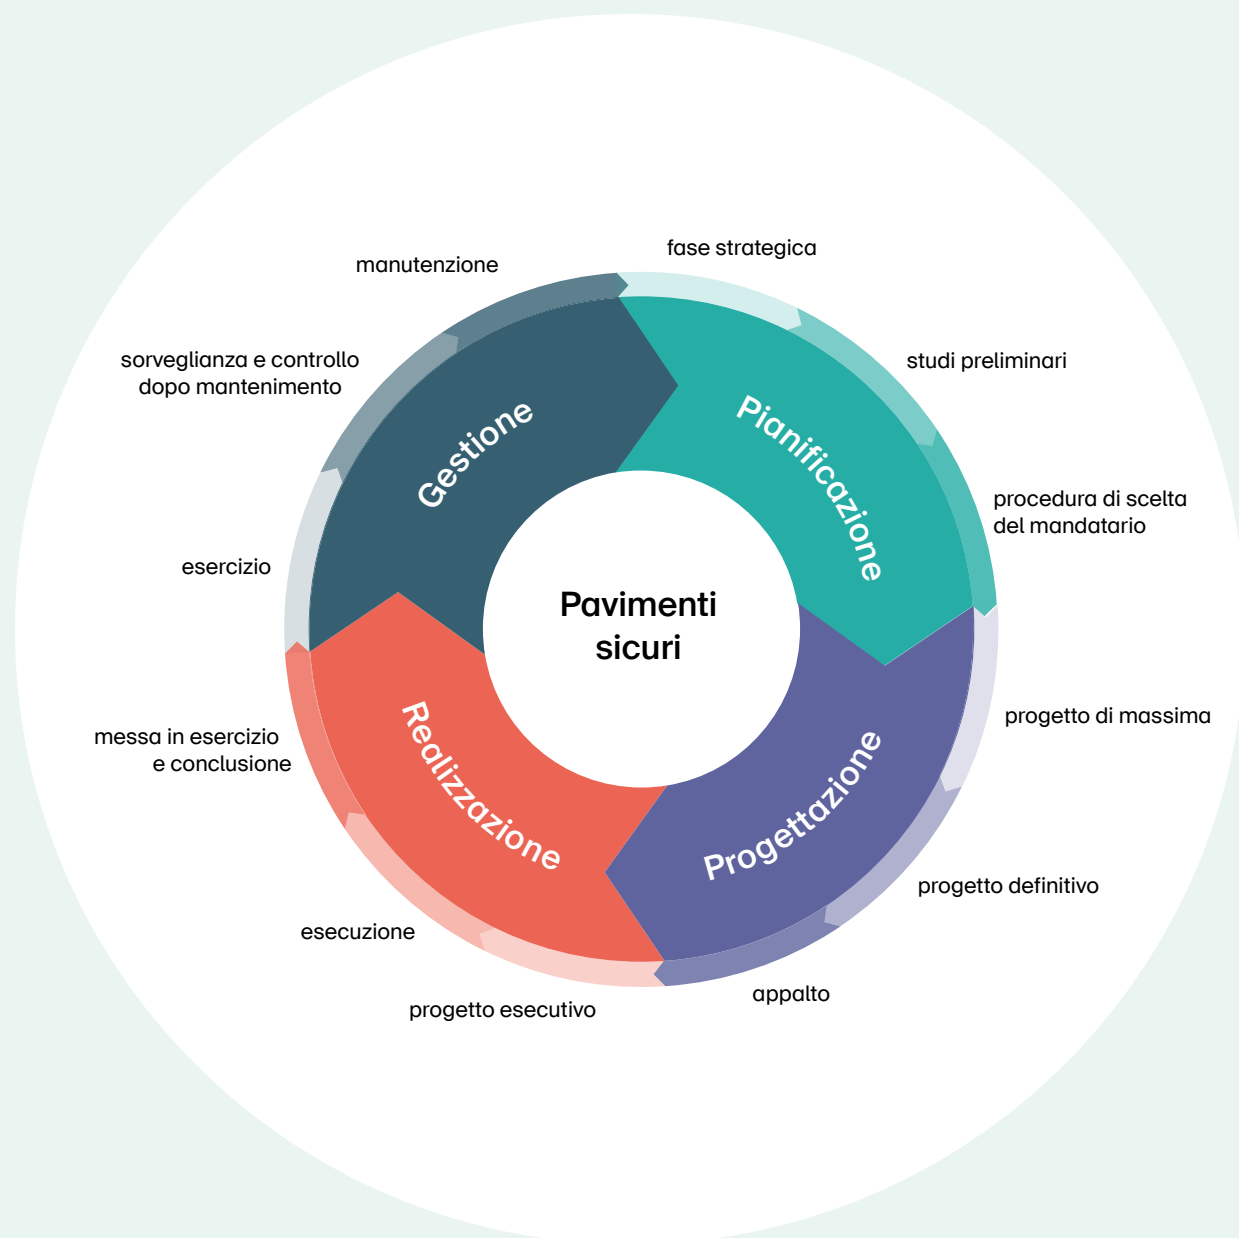 Pavimenti
sicuri
Pianificazione
fase strategica
studi preliminari
procedura di scelta
del mandatario
Progettazione
progetto di massima
progetto definitivo
appalto
Realizzazione
progetto esecutivo
esecuzione
messa in esercizio
e conclusione
Gestione
esercizio
sorveglianza e controllo
dopo mantenimento
manutenzione